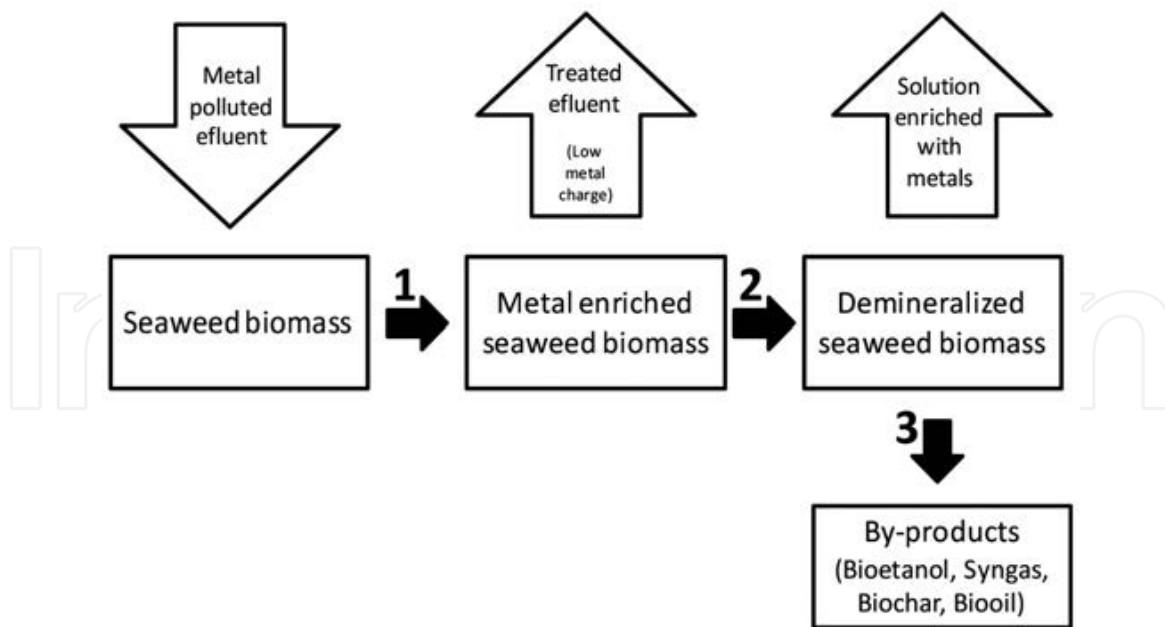 Metal
polluted
efluent
Treated
efluent
(Low
metal
charge)
Solution
enriched
with
metals
Seaweed biomass
1
Metal enriched
seaweed biomass
2
Demineralized
seaweed biomass
3
By-products
(Bioetanol, Syngas,
Biochar, Biooil)